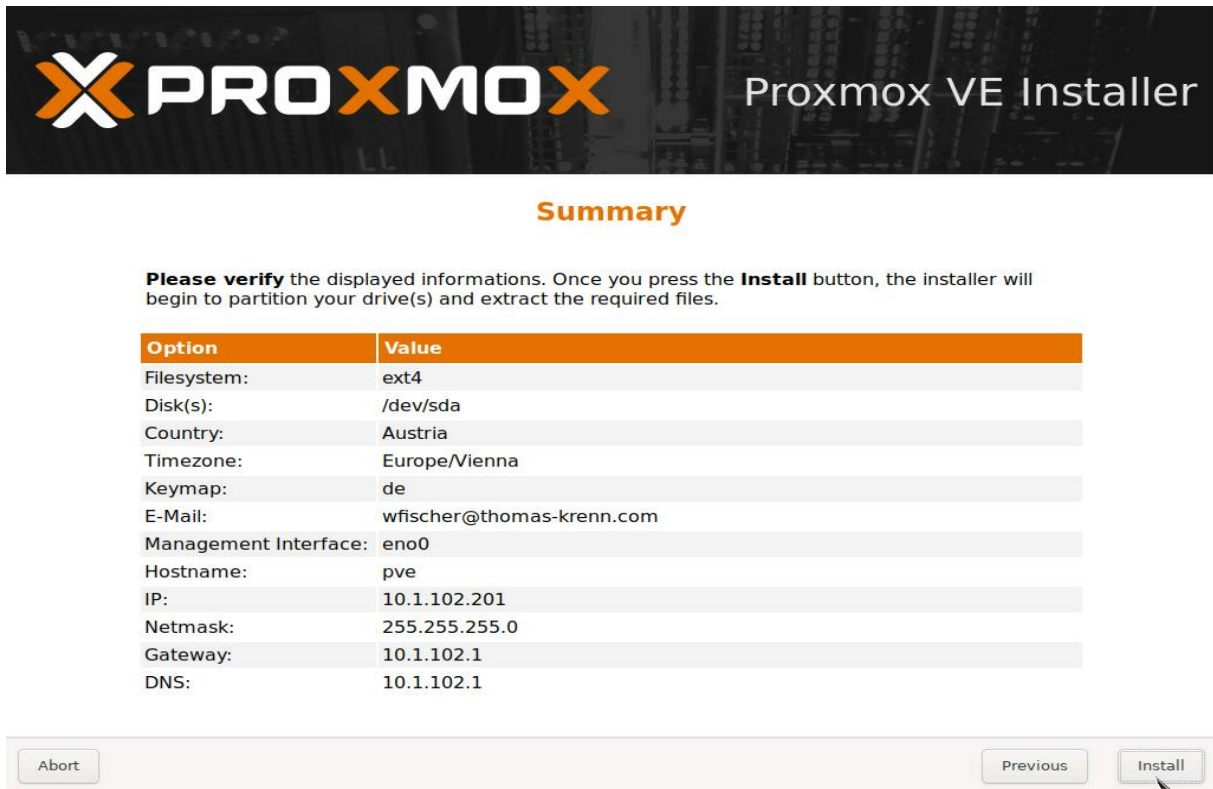 PROXMOX
Proxmox VE Installer
Summary
Please verify the displayed informations. Once you press the Install button, the installer will
begin to partition your drive(s) and extract the required files.
Option Value
Filesystem: ext4
Disk(s): /dev/sda
Country: Austria
Timezone: Europe/Vienna
Keymap: de
E-Mail: wfischer@thomas-krenn.com
Management Interface: eno0
Hostname: pve
IP: 10.1.102.201
Netmask: 255.255.255.0
Gateway: 10.1.102.1
DNS: 10.1.102.1
Abort Previous Install